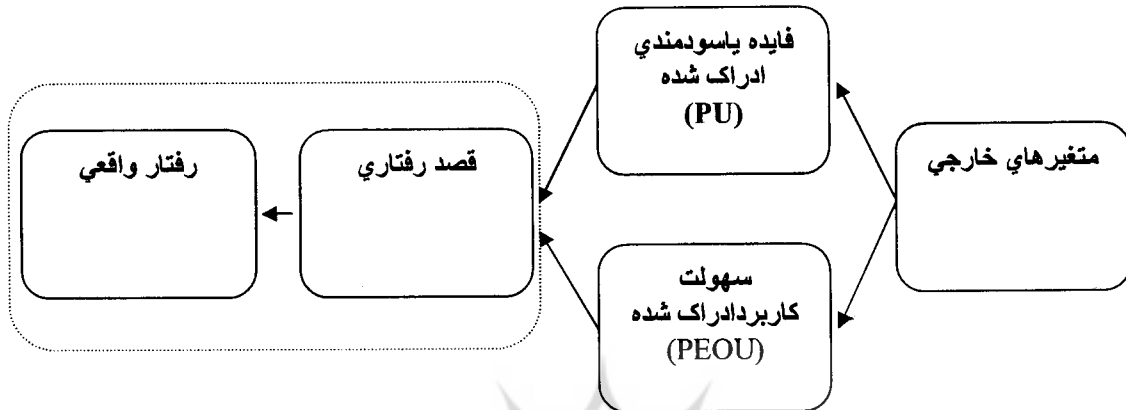 فايده ياسودمندي
ادراک شده
(PU)
متغيرهاي خارجي
قصد رفتاري
رفتار واقعي
سهولت
کاربردادراک شده
(PEOU)